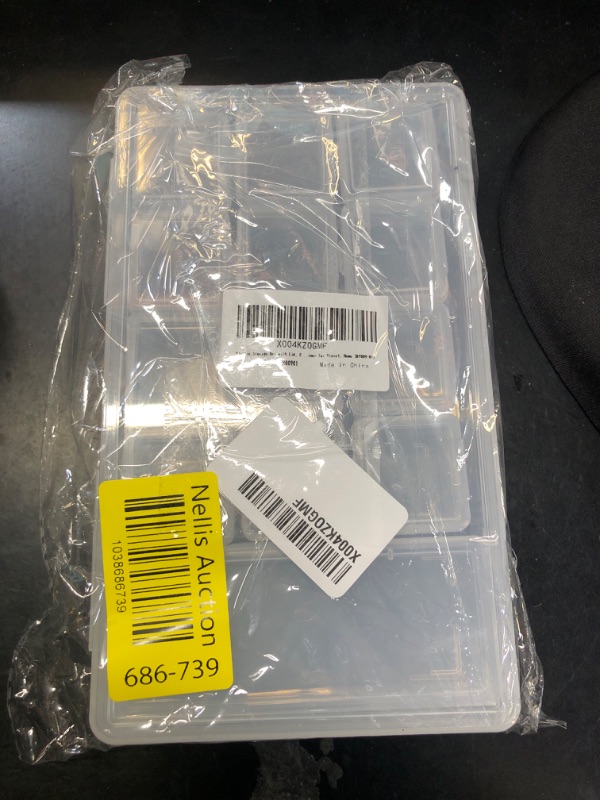 X004KZ0GMF
Made in China
X004KZ0GMF
Nellis Auction
1038686739
686-739